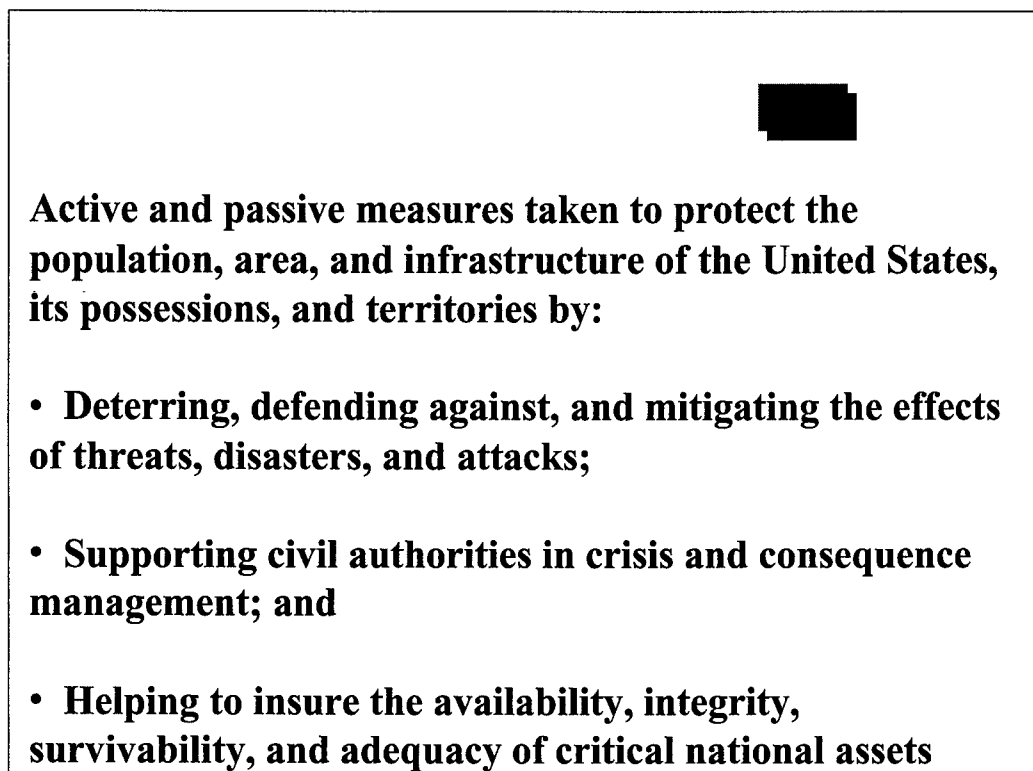 Active and passive measures taken to protect the
population, area, and infrastructure of the United States,
its possessions, and territories by:
• Deterring, defending against, and mitigating the effects
of threats, disasters, and attacks;
• Supporting civil authorities in crisis and consequence
management; and
• Helping to insure the availability, integrity,
survivability, and adequacy of critical national assets